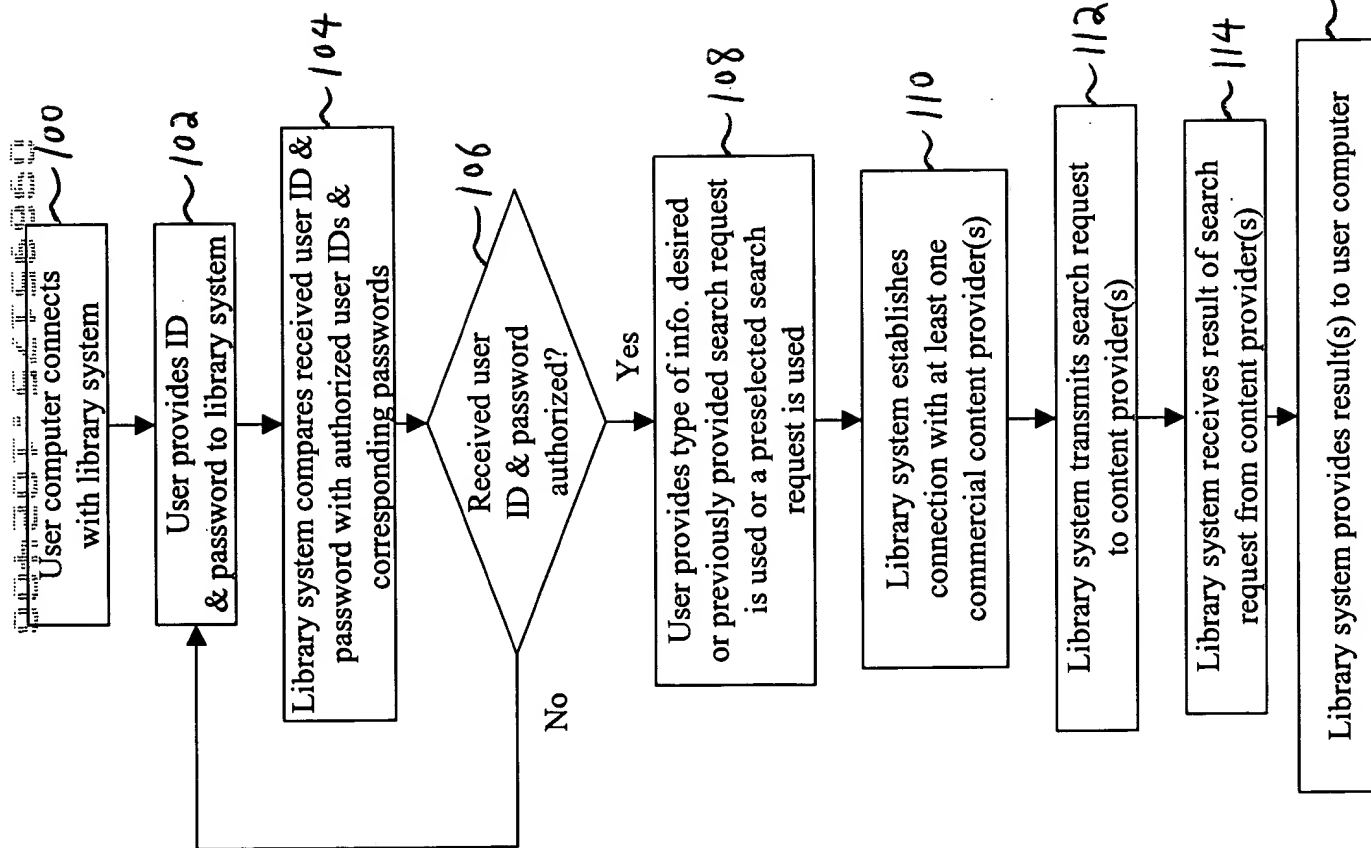 User computer connects
with library system
100
User provides ID
& password to library system
102
Library system compares received user ID &
password with authorized user IDs &
corresponding passwords
104
Received user
ID & password
authorized?
106
No
Yes
User provides type of info. desired
or previously provided search request
is used or a preselected search
request is used
108
Library system establishes
connection with at least one
commercial content provider(s)
110
Library system transmits search request
to content provider(s)
112
Library system receives result of search
request from content provider(s)
114
Library system provides result(s) to user computer